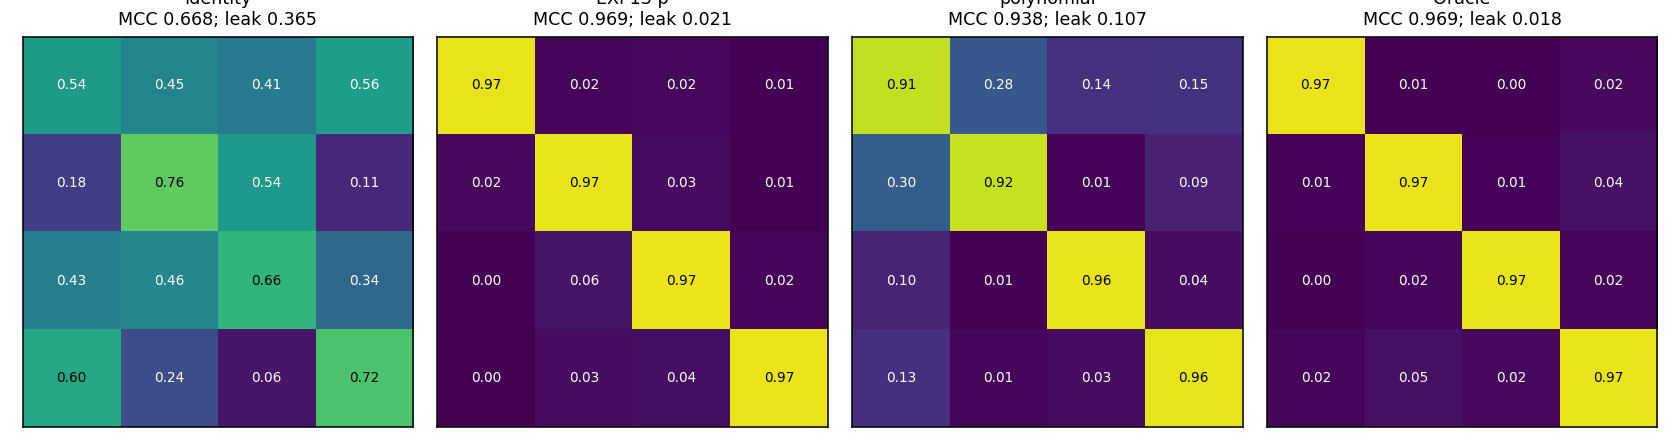 Identity
MCC 0.668; leak 0.365
0.54 0.45 0.41 0.56
0.18 0.76 0.54 0.11
0.43 0.46 0.66 0.34
0.60 0.24 0.06 0.72
MCC 0.969; leak 0.021
0.97 0.02 0.02 0.01
0.02 0.97 0.03 0.01
0.00 0.06 0.97 0.02
0.00 0.03 0.04 0.97
polynomial
MCC 0.938; leak 0.107
0.91 0.28 0.14 0.15
0.30 0.92 0.01 0.09
0.10 0.01 0.96 0.04
0.13 0.01 0.03 0.96
Oracle
MCC 0.969; leak 0.018
0.97 0.01 0.00 0.02
0.01 0.97 0.01 0.04
0.00 0.02 0.97 0.02
0.02 0.05 0.02 0.97